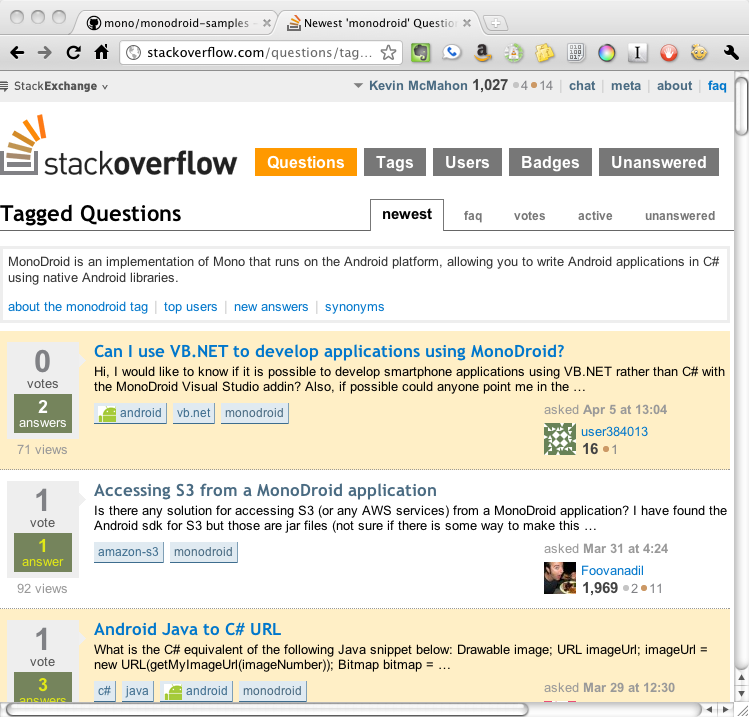 mono/monodroid-samples
Newest 'monodroid' Question
stackoverflow.com/questions/tag...
StackExchange
Kevin McMahon 1,027 4 14 | chat | meta | about | faq
stackoverflow
Questions
Tags
Users
Badges
Unanswered
Tagged Questions
newest
faq
votes
active
unanswered
MonoDroid is an implementation of Mono that runs on the Android platform, allowing you to write Android applications in C#
using native Android libraries.
about the monodroid tag | top users | new answers | synonyms
0
votes
2
answers
71 views
Can I use VB.NET to develop applications using MonoDroid?
Hi, I would like to know if it is possible to develop smartphone applications using VB.NET rather than C# with
the MonoDroid Visual Studio addin? Also, if possible could anyone point me in the ...
android
vb.net
monodroid
asked Apr 5 at 13:04
user384013
16 1
1
vote
1
answer
92 views
Accessing S3 from a MonoDroid application
Is there any solution for accessing S3 (or any AWS services) from a MonoDroid application? I have found the
Android sdk for S3 but those are jar files (not sure if there is some way to make this ...
amazon-s3
monodroid
asked Mar 31 at 4:24
Foovanadil
1,969 2 11
1
vote
3
answers
Android Java to C# URL
What is the C# equivalent of the following Java snippet below: Drawable image; URL imageUrl; imageUrl =
new URL(getMyImageUrl(imageNumber)); Bitmap bitmap = ...
c#
java
android
monodroid
asked Mar 29 at 12:30